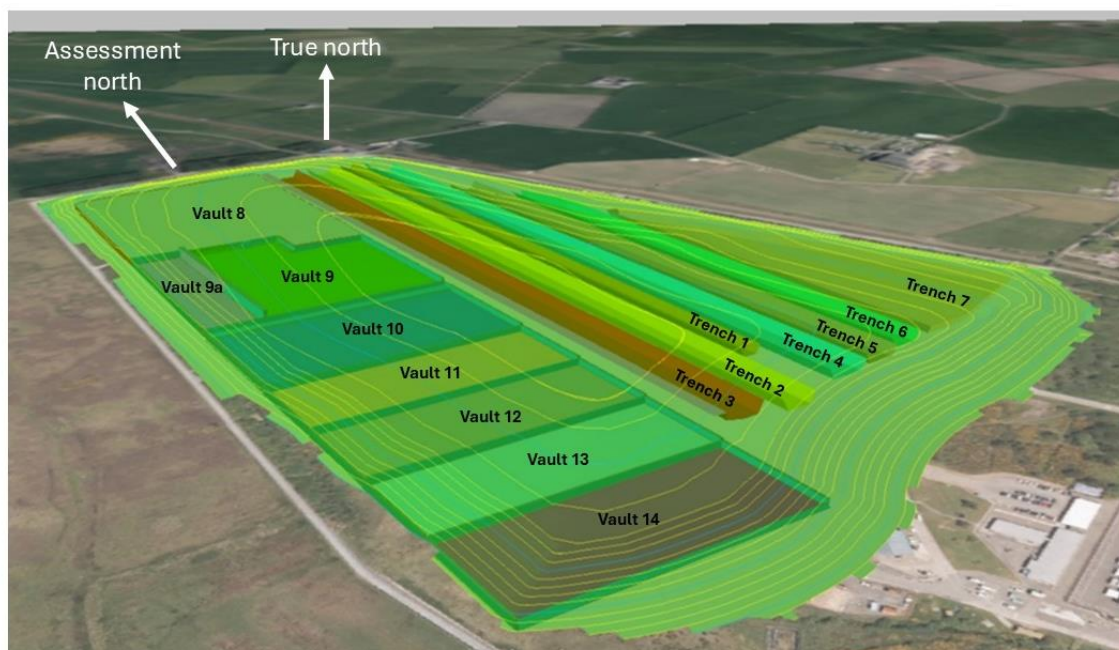 Assessment
north
True north
Vault 8
Vault 9a
Vault 9
Vault 10
Vault 11
Vault 12
Vault 13
Vault 14
Trench 3
Trench 2
Trench 1
Trench 4
Trench 5
Trench 6
Trench 7